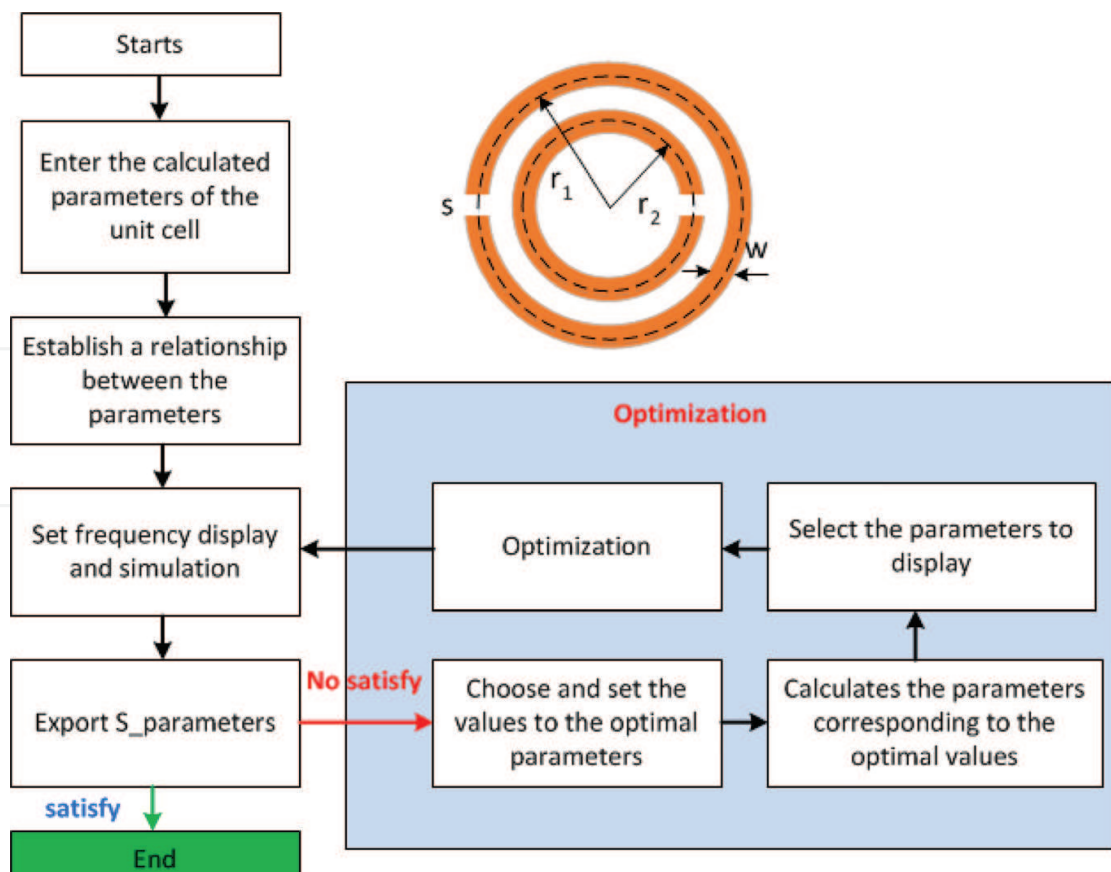 Starts
Enter the calculated
parameters of the
unit cell
Establish a relationship
between the
parameters
Set frequency display
and simulation
Export S_parameters
satisfy
End
r1
r2
s
w
Optimization
Optimization
Select the parameters to
display
No satisfy
Choose and set the
values to the optimal
parameters
Calculates the parameters
corresponding to the
optimal values